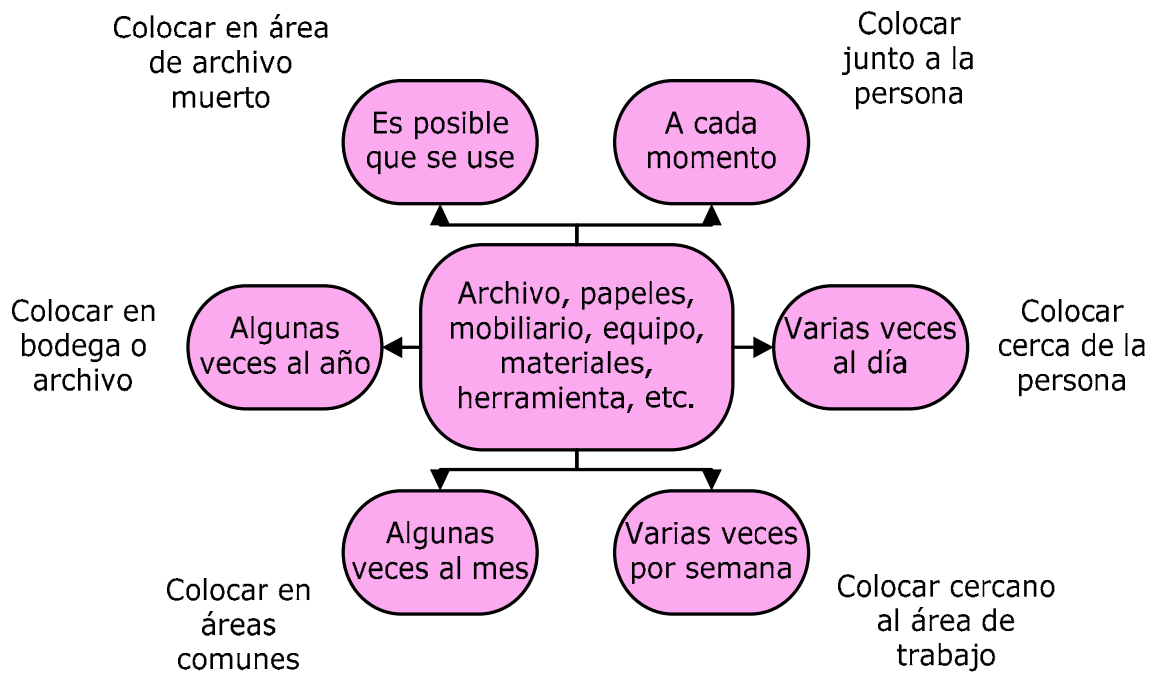 Colocar en área
de archivo
muerto
Colocar
junto a la
persona
Es posible
que se use
A cada
momento
Colocar en
bodega o
archivo
Algunas
veces al año
Archivo, papeles,
mobiliario, equipo,
materiales,
herramienta, etc.
Varias veces
al día
Colocar
cerca de la
persona
Algunas
veces al mes
Varias veces
por semana
Colocar en
áreas
comunes
Colocar cercano
al área de
trabajo